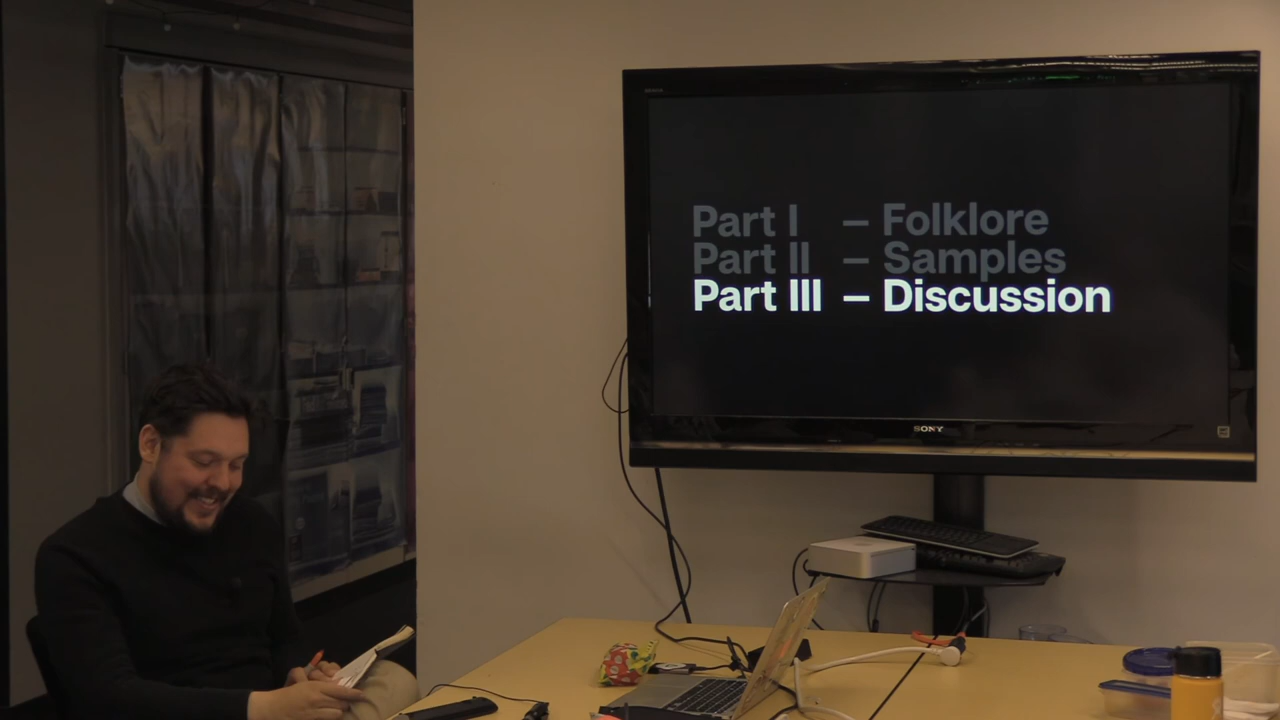 Part I – Folklore
Part II – Samples
Part III – Discussion
SONY